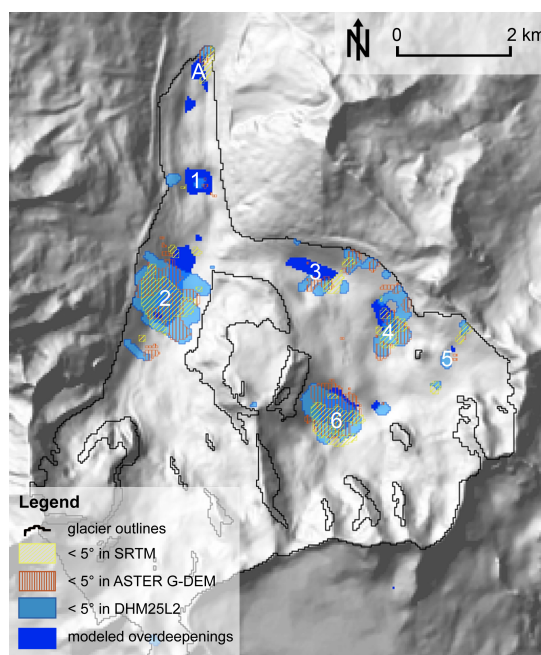 N
0 2 km
A
1
2
3
4
5
6
Legend
glacier outlines
< 5° in SRTM
< 5° in ASTER G-DEM
< 5° in DHM25L2
modeled overdeepenings